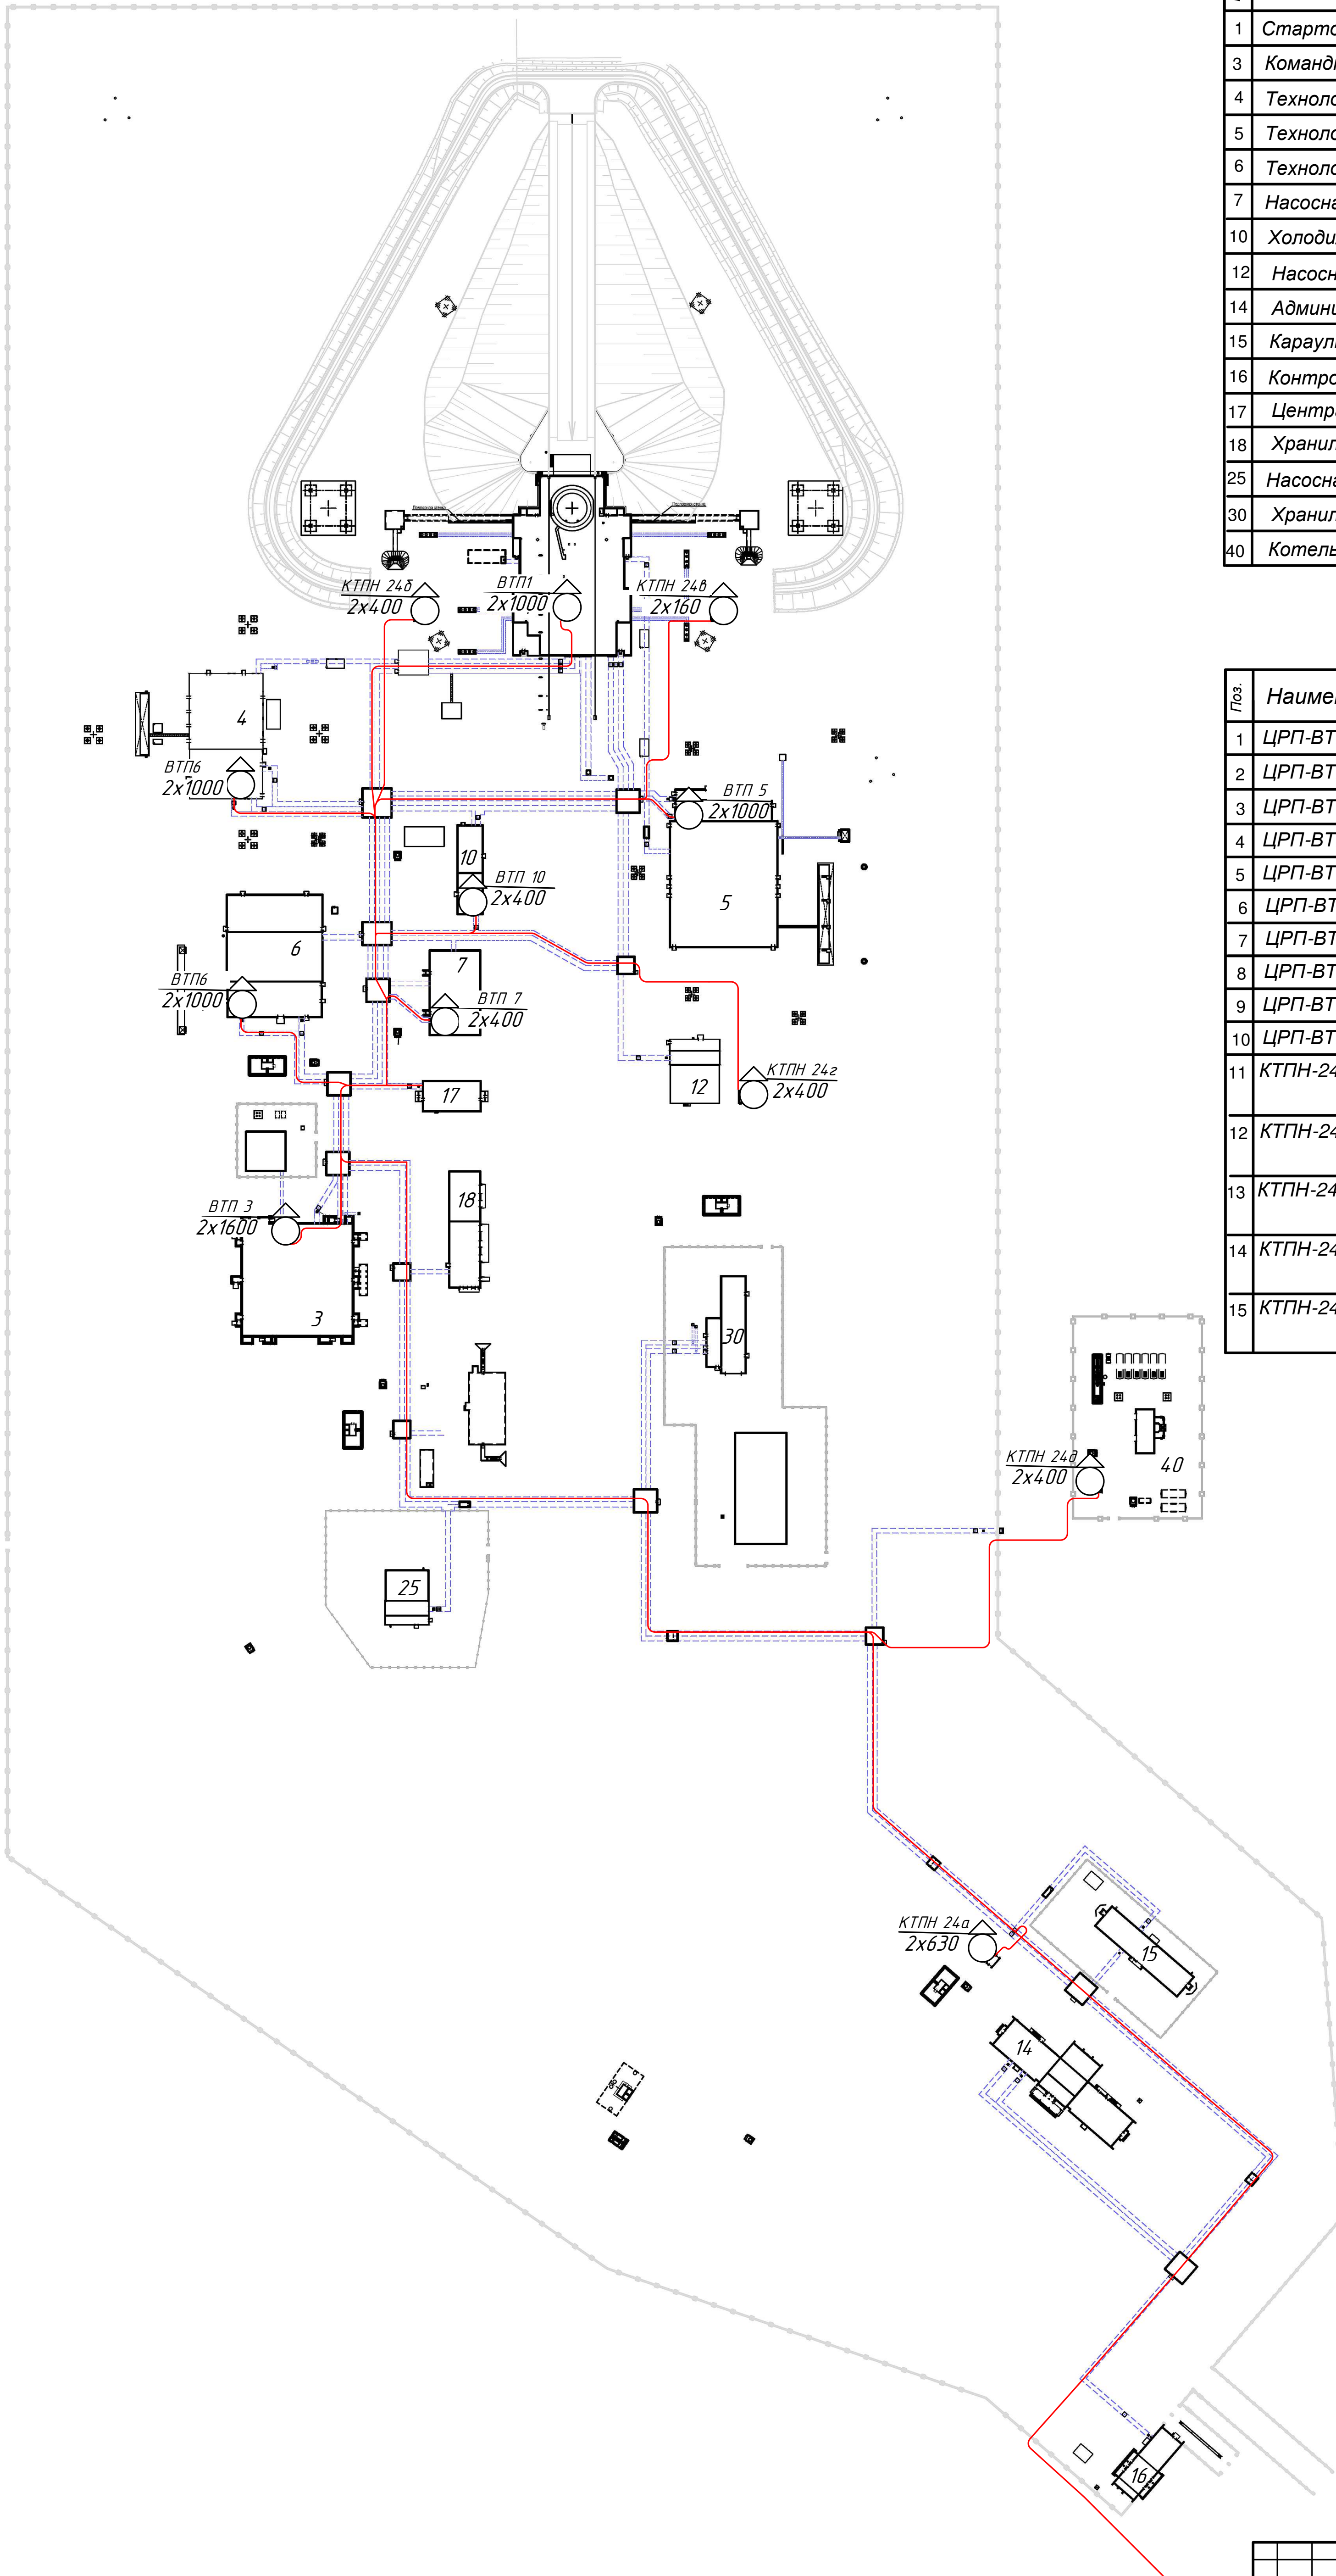 1 Старто
3 Команд
4 Техноло
5 Техноло
6 Техноло
7 Насосна
10 Холоди
12 Насосн
14 Админи
15 Караул
16 Контро
17 Центр
18 Хранил
25 Насосна
30 Хранил
40 Котель
Подпорная стенка
Подпорная стенка
КТПН 24б
2х400
ВТП1
2х1000
КТПН 24в
2х160
4
ВТП6
2х1000
ВТП 5
2х1000
10
ВТП 10
2х400
5
6
7
ВТП6
2х1000
ВТП 7
2х400
КТПН 24г
2х400
12
17
18
ВТП 3
2х1600
3
30
КТПН 24д
2х400
40
25
КТПН 24а
2х630
15
14
16
Поз. Наиме
1 ЦРП-ВТ
2 ЦРП-ВТ
3 ЦРП-ВТ
4 ЦРП-ВТ
5 ЦРП-ВТ
6 ЦРП-ВТ
7 ЦРП-ВТ
8 ЦРП-ВТ
9 ЦРП-ВТ
10 ЦРП-ВТ
11 КТПН-24
12 КТПН-24
13 КТПН-24
14 КТПН-24
15 КТПН-24